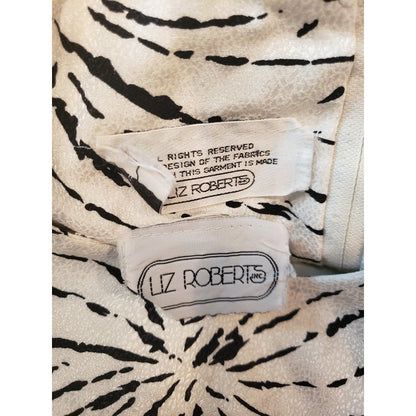 L RIGHTS RESERVED
DESIGN OF THE FABRICS
H THIS GARMENT IS MADE
LIZ ROBERTS
LIZ ROBERTS INC.